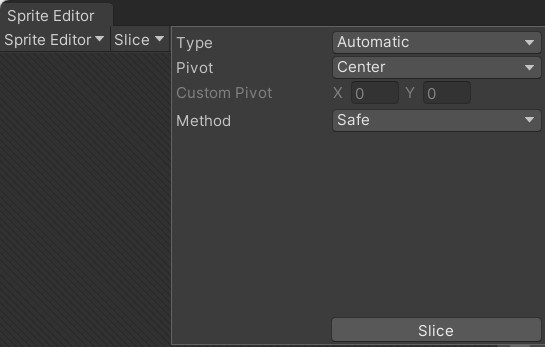 Sprite Editor
Sprite Editor Slice
Type Automatic
Pivot Center
Custom Pivot X 0 Y 0
Method Safe
Slice